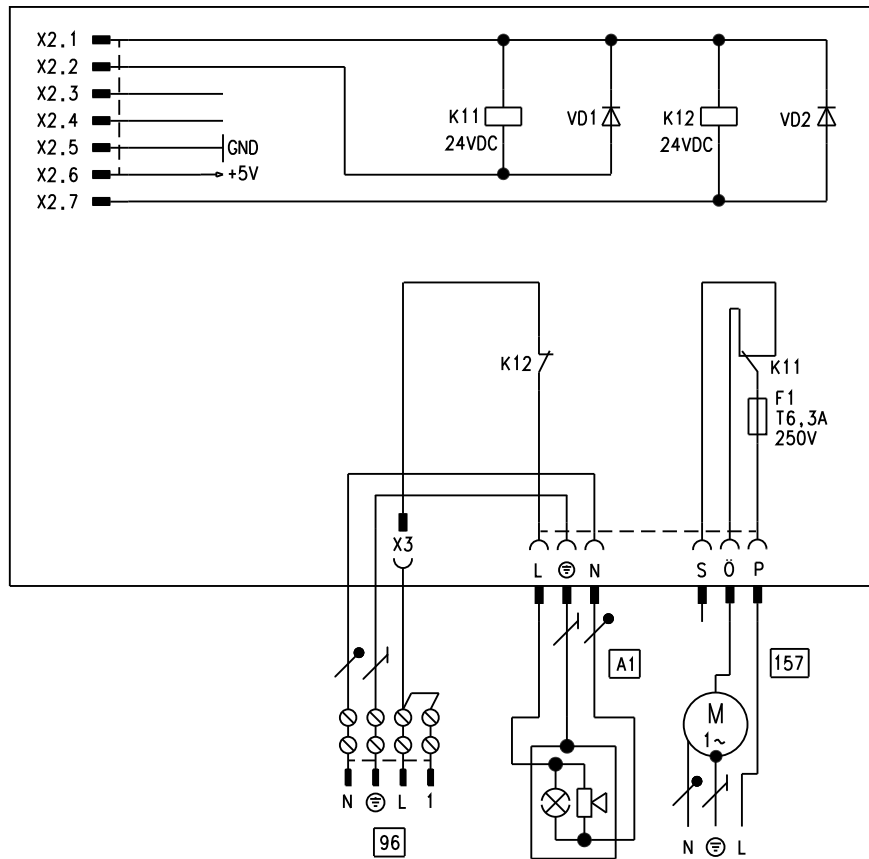 X2.1
X2.2
X2.3
X2.4
X2.5
GND
X2.6
+5V
X2.7
K11
24VDC
VD1
K12
24VDC
VD2
K12
K11
F1
T6,3A
250V
X3
L
N
S
Ö
P
A1
157
M
1~
N
L
1
96
N
L